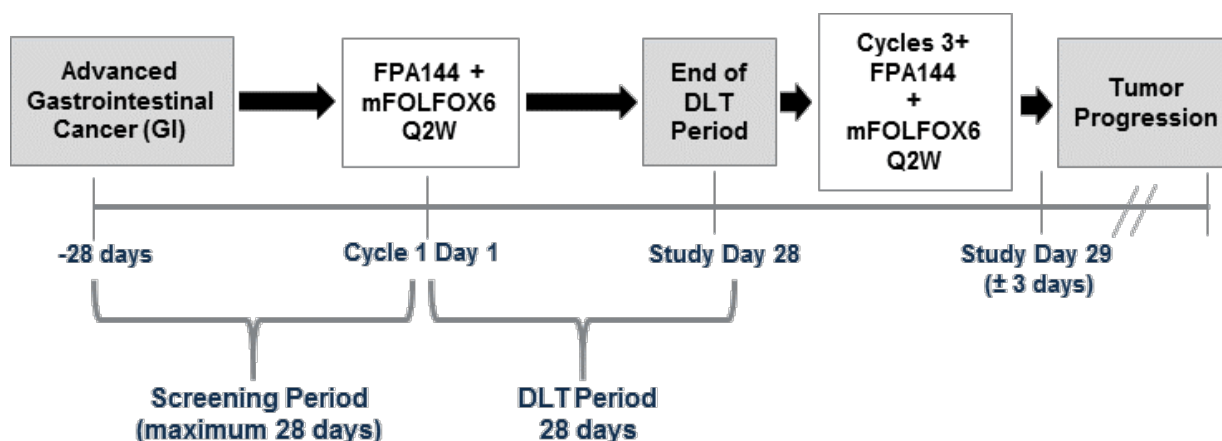 Advanced
Gastrointestinal
Cancer (GI)
FPA144 +
mFOLFOX6
Q2W
End of
DLT
Period
Cycles 3+
FPA144
+
mFOLFOX6
Q2W
Tumor
Progression
-28 days
Cycle 1 Day 1
Study Day 28
Study Day 29
(± 3 days)
Screening Period
(maximum 28 days)
DLT Period
28 days